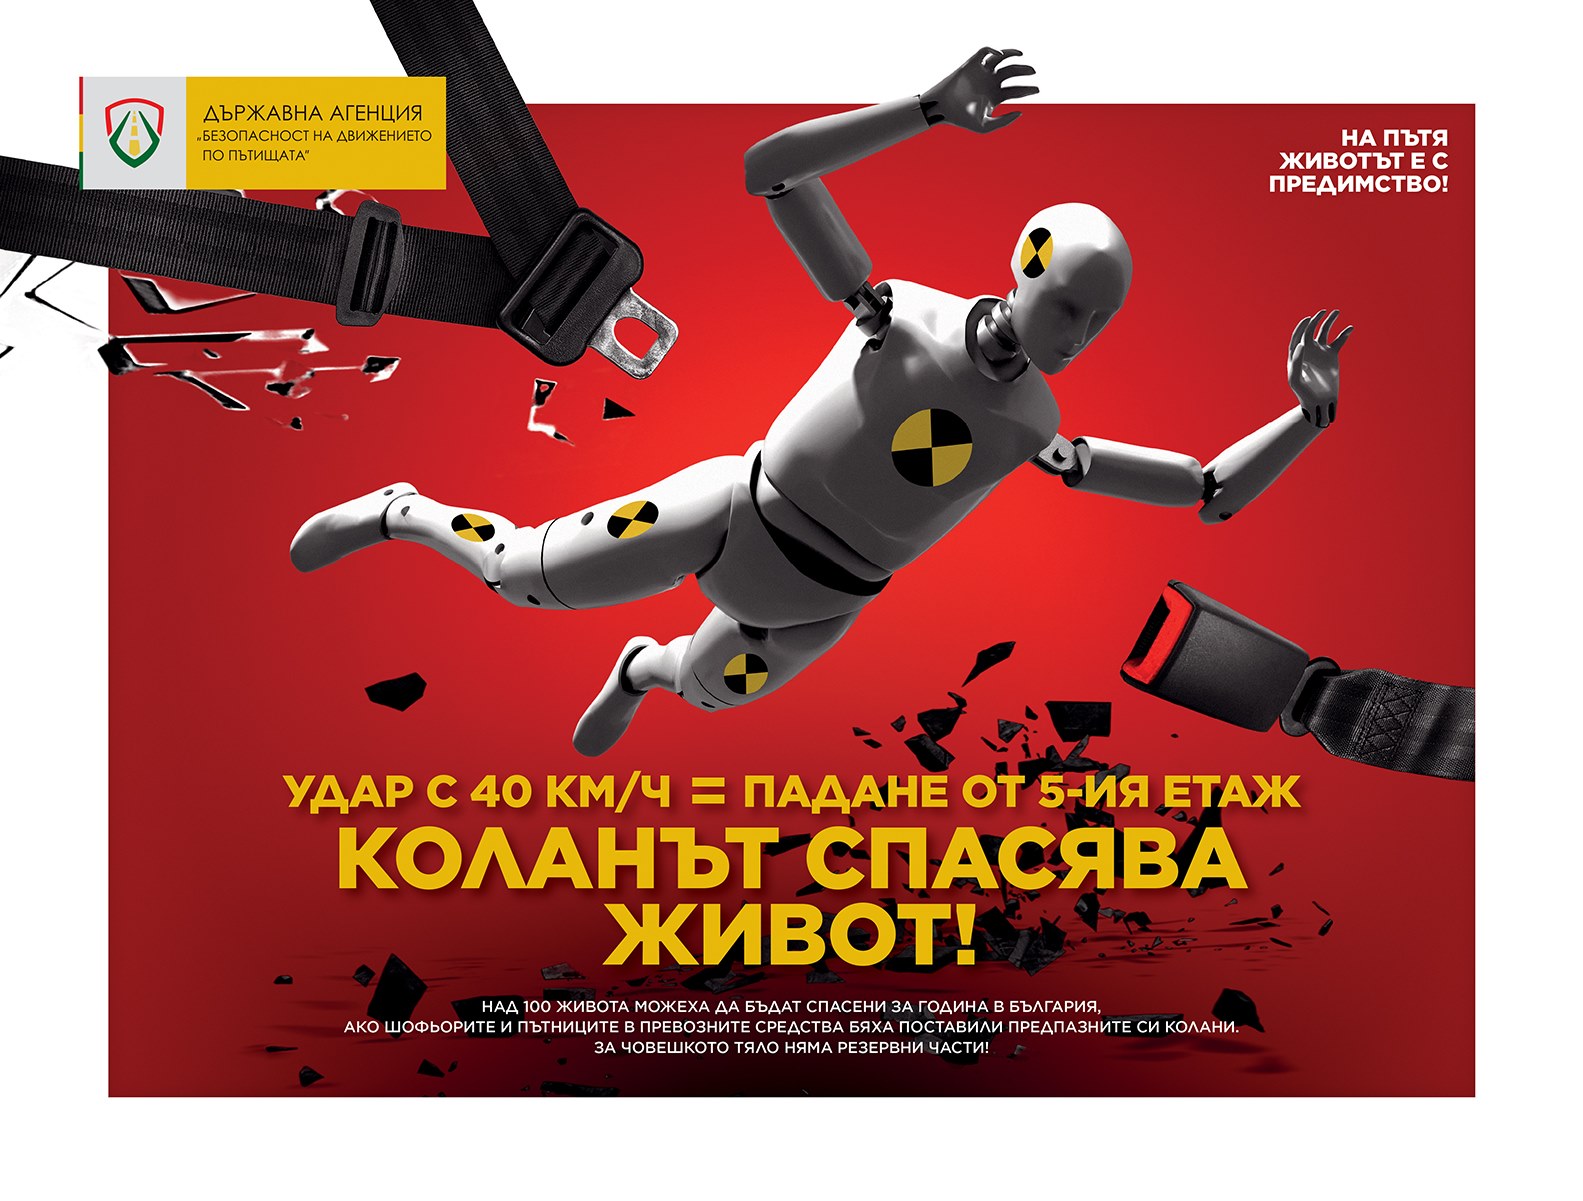 ДЪРЖАВНА АГЕНЦИЯ
„БЕЗОПАСНОСТ НА ДВИЖЕНИЕТО
ПО ПЪТИЩАТА”
НА ПЪТЯ
ЖИВОТЪТ Е С
ПРЕДИМСТВО!
УДАР С 40 КМ/Ч = ПАДАНЕ ОТ 5-ИЯ ЕТАЖ
КОЛАНЪТ СПАСЯВА
ЖИВОТ!
НАД 100 ЖИВОТА МОЖЕХА ДА БЪДАТ СПАСЕНИ ЗА ГОДИНА В БЪЛГАРИЯ,
АКО ШОФЬОРИТЕ И ПЪТНИЦИТЕ В ПРЕВОЗНИТЕ СРЕДСТВА БЯХА ПОСТАВИЛИ ПРЕДПАЗНИТЕ СИ КОЛАНИ.
ЗА ЧОВЕШКОТО ТЯЛО НЯМА РЕЗЕРВНИ ЧАСТИ!